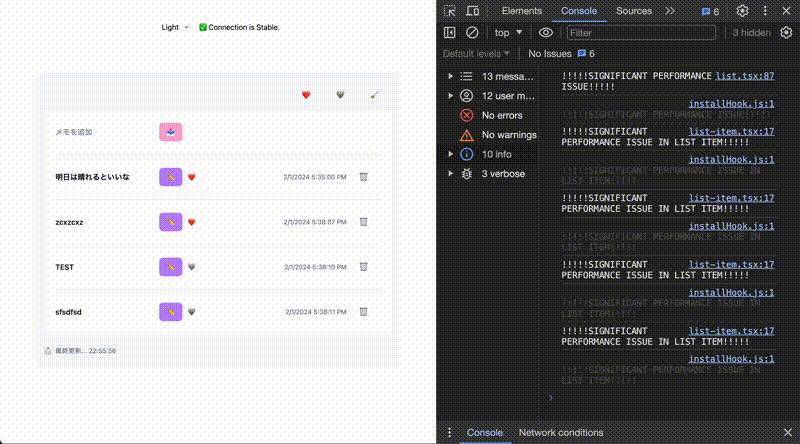 Light
Connection is Stable.
メモを追加
明日は晴れるといいな
2/1/2024 5:35:00 PM
zcxzcxz
2/1/2024 5:38:07 PM
TEST
2/1/2024 5:38:10 PM
sfsdfsd
2/1/2024 5:38:11 PM
最終更新... 22:55:56
Elements
Console
Sources
6
top
Filter
3 hidden
Default levels
No Issues
6
13 messa...
12 user m...
No errors
No warnings
10 info
3 verbose
!!!!!SIGNIFICANT PERFORMANCE list.tsx:87
ISSUE!!!!!
installHook.js:1
!!!!!SIGNIFICANT PERFORMANCE ISSUE!!!!!
!!!!!SIGNIFICANT list-item.tsx:17
PERFORMANCE ISSUE IN LIST ITEM!!!!!
installHook.js:1
!!!!!SIGNIFICANT PERFORMANCE ISSUE IN
LIST ITEM!!!!!
!!!!!SIGNIFICANT list-item.tsx:17
PERFORMANCE ISSUE IN LIST ITEM!!!!!
installHook.js:1
!!!!!SIGNIFICANT PERFORMANCE ISSUE IN
LIST ITEM!!!!!
!!!!!SIGNIFICANT list-item.tsx:17
PERFORMANCE ISSUE IN LIST ITEM!!!!!
installHook.js:1
!!!!!SIGNIFICANT PERFORMANCE ISSUE IN
LIST ITEM!!!!!
!!!!!SIGNIFICANT list-item.tsx:17
PERFORMANCE ISSUE IN LIST ITEM!!!!!
installHook.js:1
!!!!!SIGNIFICANT PERFORMANCE ISSUE IN
LIST ITEM!!!!!
Console
Network conditions